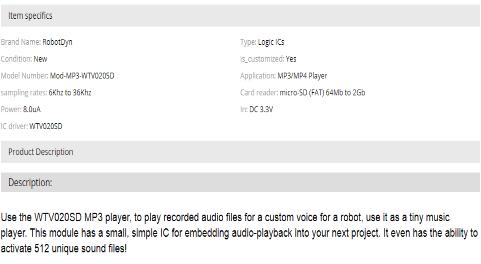 Item specifics
Brand Name: RobotDyn Type: Logic ICs
Condition: New is_customized: Yes
Model Number: Mod-MP3-WTV020SD Application: MP3/MP4 Player
sampling rates: 6Khz to 36Khz Card reader: micro-SD (FAT) 64Mb to 2Gb
Power: 8.0uA In: DC 3.3V
IC driver: WTV020SD
Product Description
Description:
Use the WTV020SD MP3 player, to play recorded audio files for a custom voice for a robot, use it as a tiny music
player. This module has a small, simple IC for embedding audio-playback into your next project. It even has the ability to
activate 512 unique sound files!